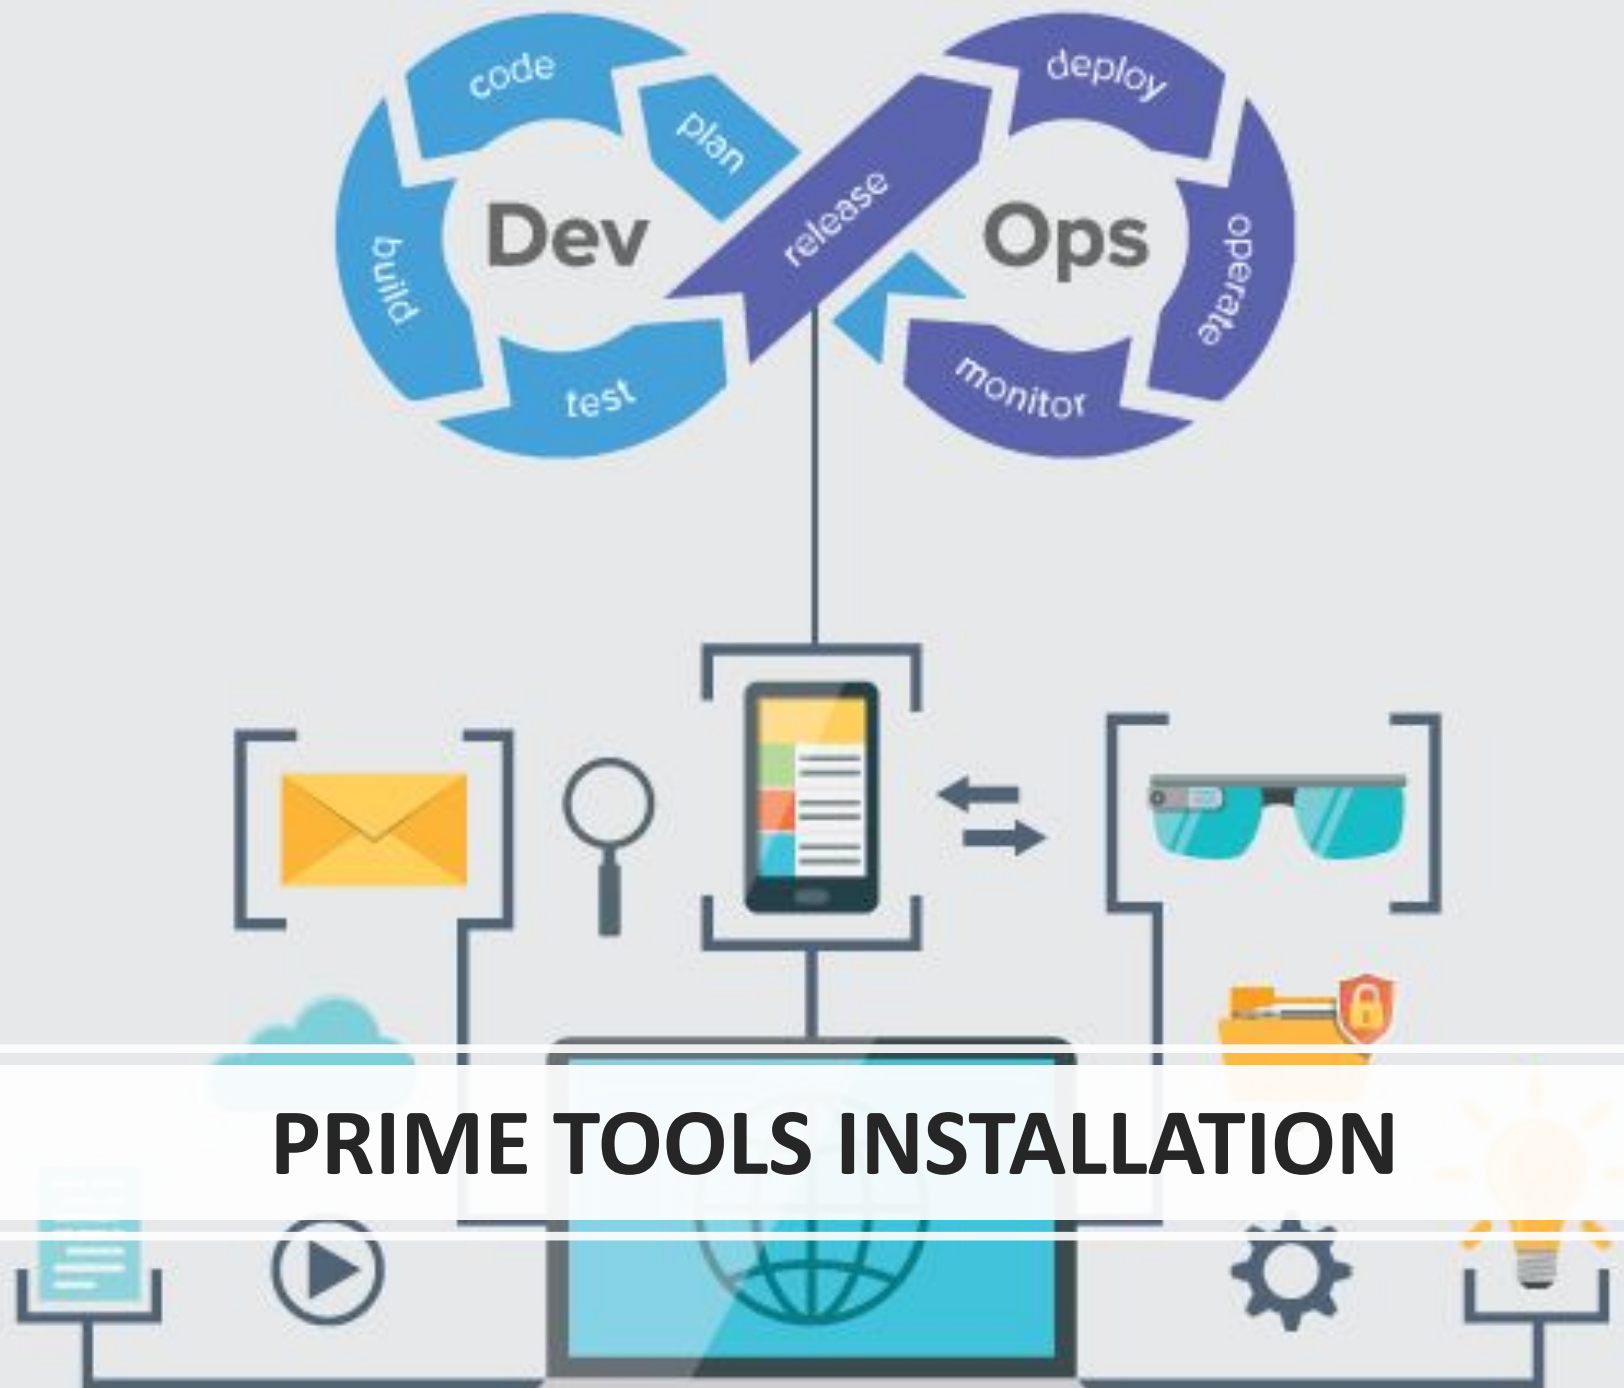 code
plan
build
test
Dev
release
Ops
deploy
operate
monitor
PRIME TOOLS INSTALLATION